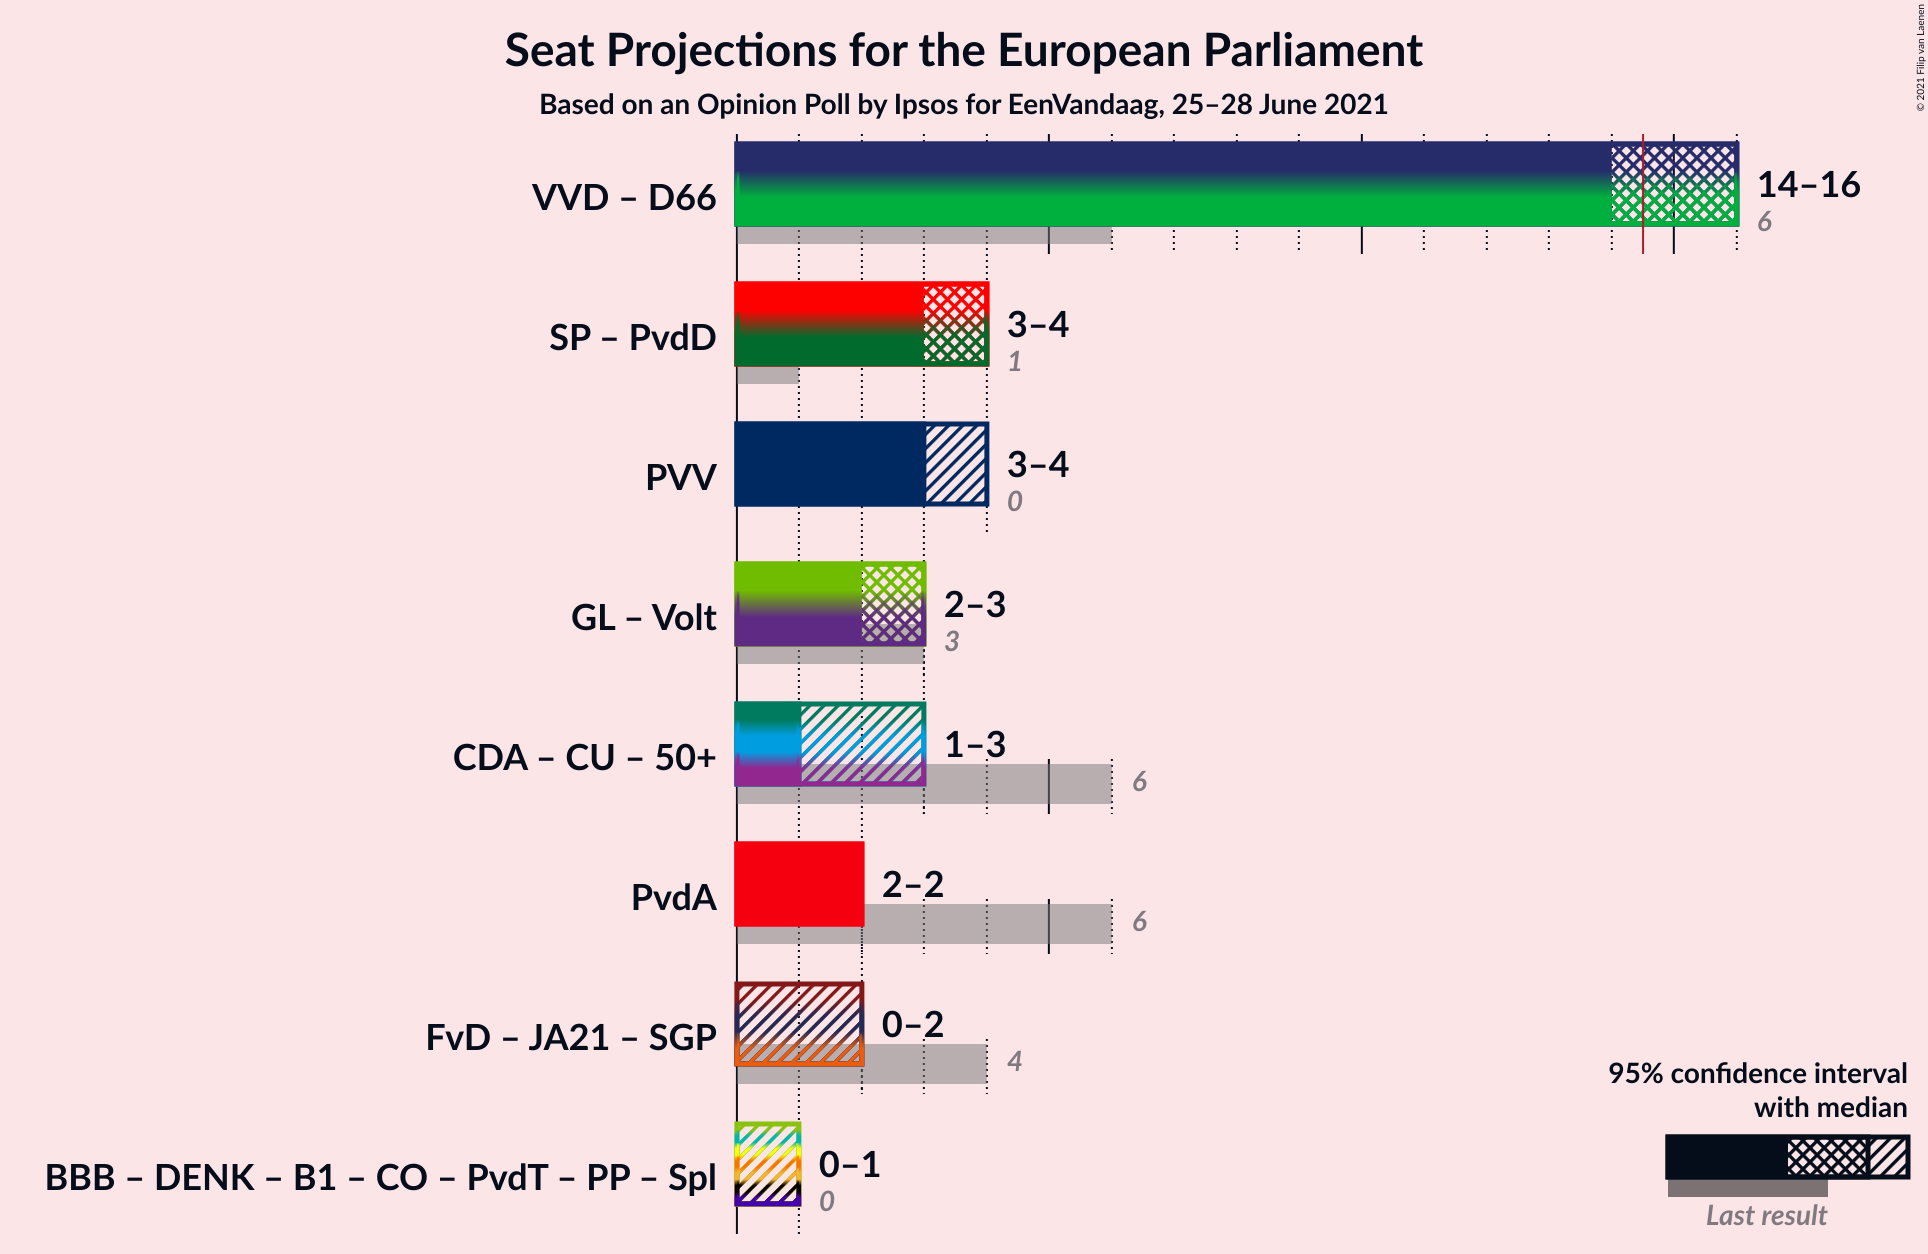 Seat Projections for the European Parliament
Based on an Opinion Poll by Ipsos for EenVandaag, 25–28 June 2021
© 2021 Filip van Laenen
VVD – D66
14–16
6
SP – PvdD
3–4
1
PVV
3–4
0
GL – Volt
2–3
3
CDA – CU – 50+
1–3
6
PvdA
2–2
6
FvD – JA21 – SGP
0–2
4
BBB – DENK – B1 – CO – PvdT – PP – Spl
0–1
0
95% confidence interval
with median
Last result